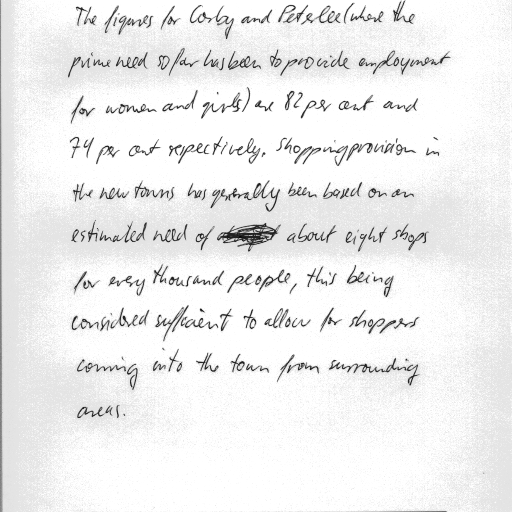 The figures for Corby and Peterlee (where the
prime need so far has been to provide employment
for women and girls) are 82 per cent and
74 per cent respectively. Shopping provision in
the new towns has generally been based on an
estimated need of about eight shops
for every thousand people, this being
considered sufficient to allow for shoppers
coming into the town from surrounding
areas.